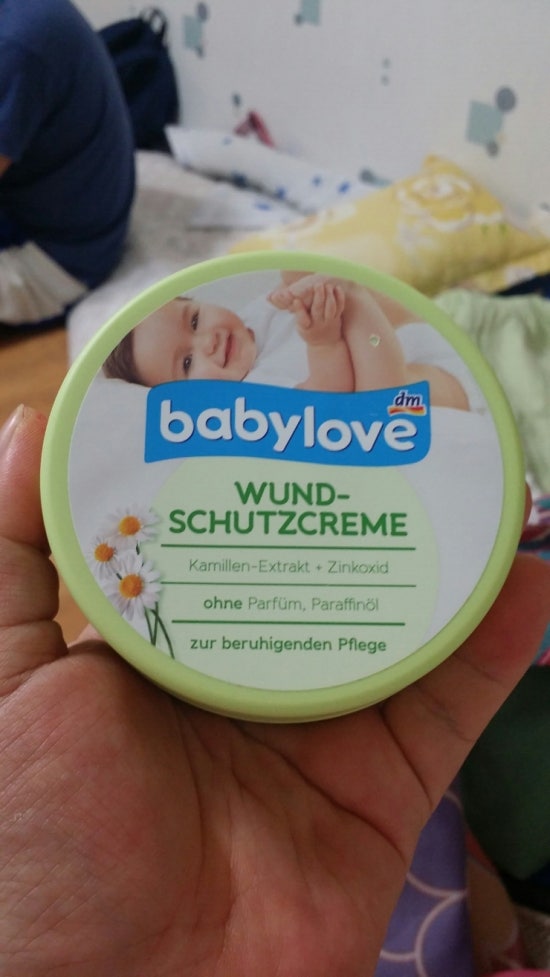 dm
babylove
WUND-
SCHUTZCREME
Kamillen-Extrakt + Zinkoxid
ohne Parfüm, Paraffinöl
zur beruhigenden Pflege